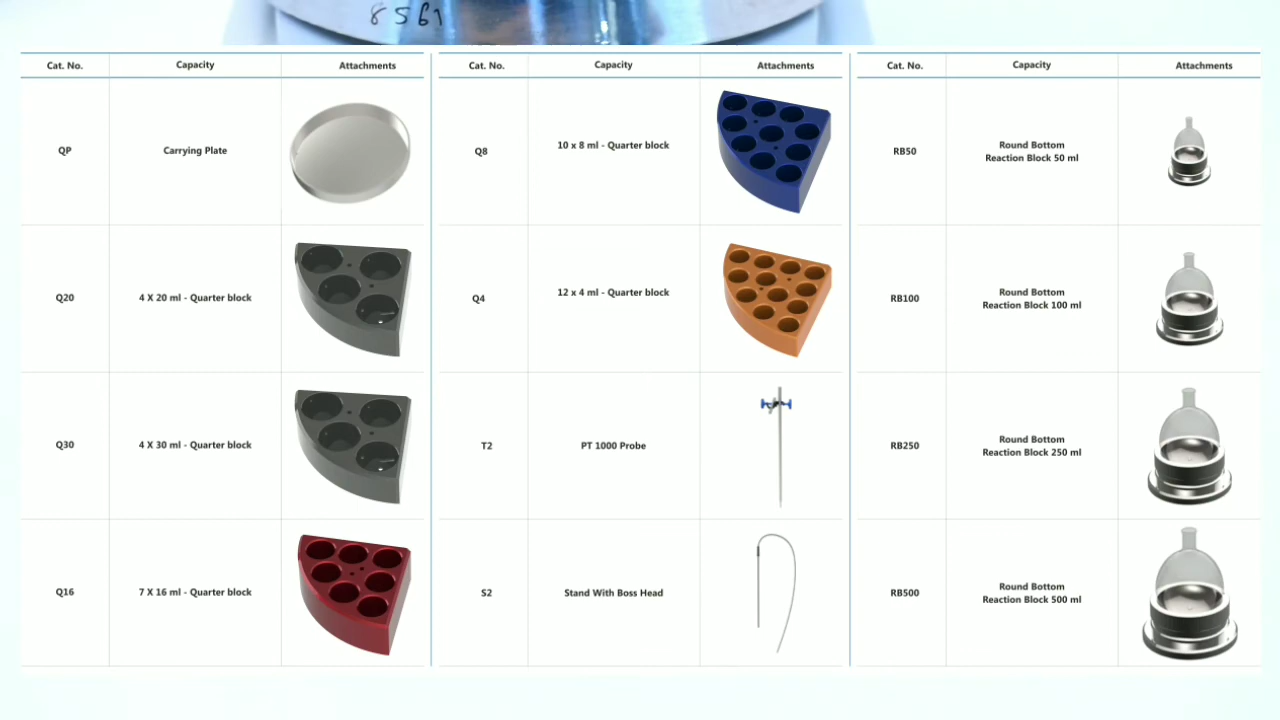 8561
Cat. No. Capacity Attachments
QP Carrying Plate
Q20 4 X 20 ml - Quarter block
Q30 4 X 30 ml - Quarter block
Q16 7 X 16 ml - Quarter block
Cat. No. Capacity Attachments
Q8 10 x 8 ml - Quarter block
Q4 12 x 4 ml - Quarter block
T2 PT 1000 Probe
S2 Stand With Boss Head
Cat. No. Capacity Attachments
RB50 Round Bottom
Reaction Block 50 ml
RB100 Round Bottom
Reaction Block 100 ml
RB250 Round Bottom
Reaction Block 250 ml
RB500 Round Bottom
Reaction Block 500 ml